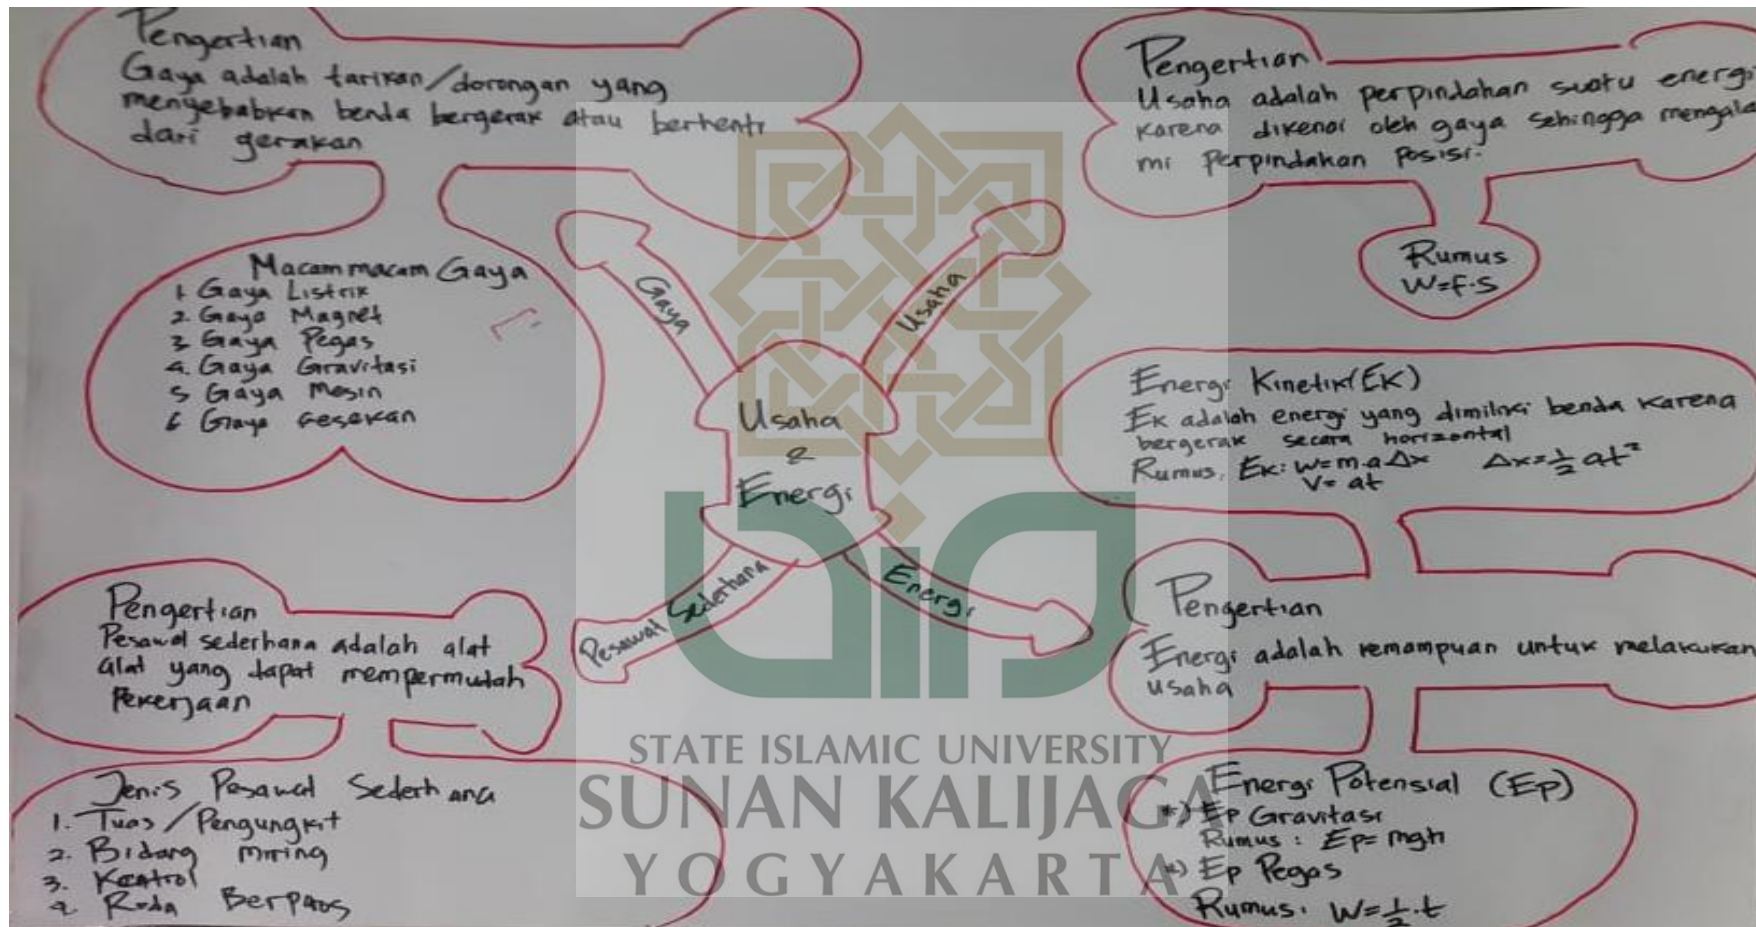 Pengertian
Gaya adalah tarikan/dorongan yang
menyebabkan benda bergerak atau berhenti
dari gerakan
Macam macam Gaya
1. Gaya Listrik
2. Gaya Magnet
3. Gaya Pegas
4. Gaya Gravitasi
5 Gaya Mesin
6 Gaya Gesekan
Pengertian
Usaha adalah perpindahan suatu energi
karena dikenai oleh gaya sehingga mengala
mi perpindahan posisi.
Rumus
W=F.S
Gaya
Usaha
Usaha
&
Energi
Pesawat Sederhana
Energi
Energi Kinetik (EK)
EK adalah energi yang dimiliki benda karena
bergerak secara horizontal
Rumus. EK: W=m.a Δx Δx=½ at²
V= at
Pengertian
Energi adalah kemampuan untuk melakukan
usaha
Energi Potensial (Ep)
*) Ep Gravitasi
Rumus : Ep= mgh
*) Ep Pegas
Rumus. W=½.t
Pengertian
Pesawat sederhana adalah alat
alat yang dapat mempermudah
Pekerjaan
Jenis Pesawat Sederhana
1. Tuas/Pengungkit
2. Bidang miring
3. Kontrol
4 Roda Berporos
STATE ISLAMIC UNIVERSITY
SUNAN KALIJAGA
YOGYAKARTA